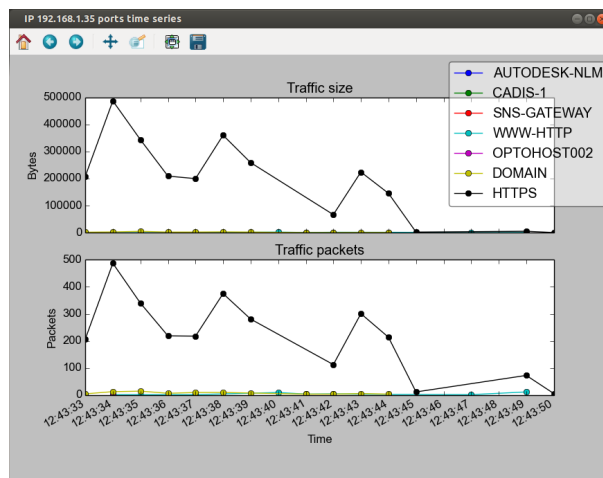 IP 192.168.1.35 ports time series
AUTODESK-NLM
CADIS-1
SNS-GATEWAY
WWW-HTTP
OPTOHOST002
DOMAIN
HTTPS
Traffic size
500000
400000
300000
200000
100000
0
Bytes
Traffic packets
500
400
300
200
100
0
Packets
12:43:33
12:43:34
12:43:35
12:43:36
12:43:37
12:43:38
12:43:39
12:43:40
12:43:41
12:43:42
12:43:43
12:43:44
12:43:45
12:43:46
12:43:47
12:43:48
12:43:49
12:43:50
Time